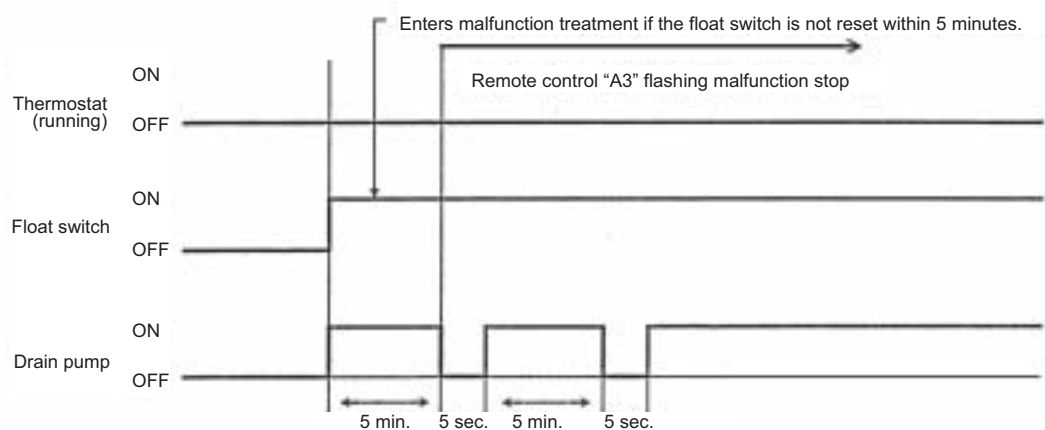 Enters malfunction treatment if the float switch is not reset within 5 minutes.
Remote control “A3” flashing malfunction stop
ON
Thermostat
(running)
OFF
ON
Float switch
OFF
ON
Drain pump
OFF
5 min.
5 sec.
5 min.
5 sec.